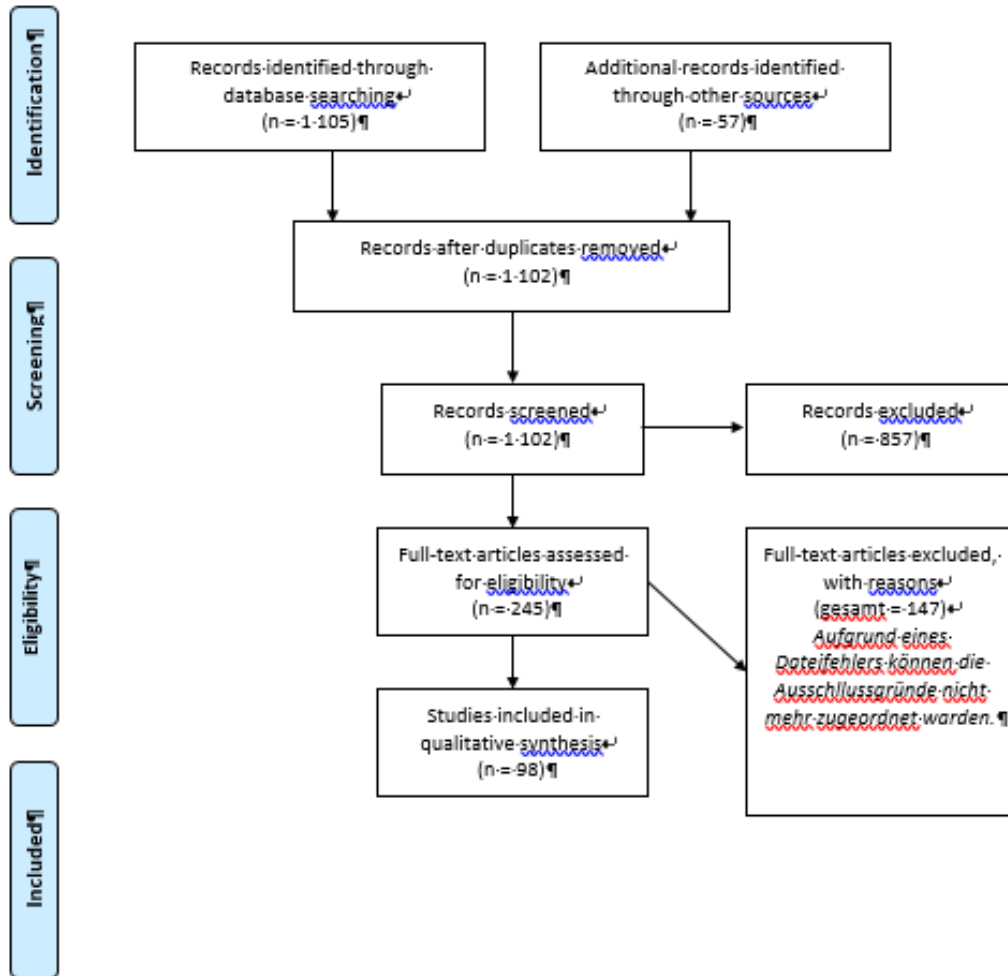 Identification¶
Records·identified·through·
database·searching↵
(n·=·1·105)¶
Additional·records·identified·
through·other·sources↵
(n·=·57)¶
Records·after·duplicates·removed↵
(n·=·1·102)¶
Screening¶
Records·screened↵
(n·=·1·102)¶
Records·excluded↵
(n·=·857)¶
Eligibility¶
Full-text·articles·assessed·
for·eligibility↵
(n·=·245)¶
Full-text·articles·excluded,·
with·reasons↵
(gesamt·=·147)↵
Aufgrund·eines·
Dateifehlers·können·die·
Ausschllussgründe·nicht·
mehr·zugeordnet·warden.¶
Studies·included·in·
qualitative·synthesis↵
(n·=·98)¶
Included¶